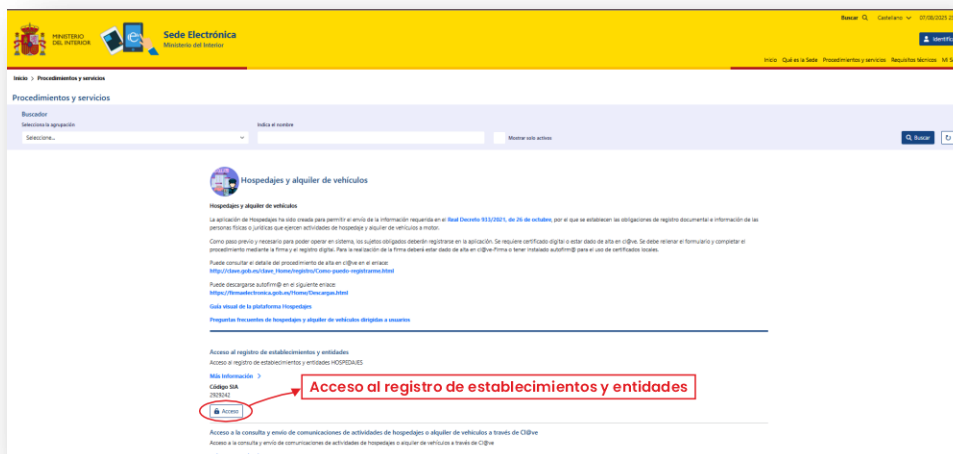 Buscar Castellano 07/08/2025
MINISTERIO
DEL INTERIOR
Sede Electrónica
Ministerio del Interior
Inicio Qué es la Sede Procedimientos y servicios Requisitos técnicos Mi S
Inicio > Procedimientos y servicios
Procedimientos y servicios
Buscador
Selecciona la agrupación Indica el nombre
Seleccione... Mostrar solo activos Buscar
Hospedajes y alquiler de vehículos
Hospedajes y alquiler de vehículos
La aplicación de Hospedajes ha sido creada para permitir el envío de la información requerida en el Real Decreto 933/2021, de 26 de octubre, por el que se establecen las obligaciones de registro documental e información de las
personas físicas o jurídicas que ejercen actividades de hospedaje y alquiler de vehículos a motor.
Como paso previo y necesario para poder operar en sistema, los sujetos obligados deberán registrarse en la aplicación. Se requiere certificado digital o estar dado de alta en cl@ve. Se debe rellenar el formulario y completar el
procedimiento mediante la firma y el registro digital. Para la realización de la firma deberá estar dado de alta en cl@ve-Firma o tener instalado autofirm@ para el uso de certificados locales.
Puede consultar el detalle del procedimiento de alta en cl@ve en el enlace:
http://clave.gob.es/clave_Home/registro/Como-puedo-registrarme.html
Puede descargarse autofirm@ en el siguiente enlace:
https://firmaelectronica.gob.es/Home/Descargas.html
Guía visual de la plataforma Hospedajes
Preguntas frecuentes de hospedajes y alquiler de vehículos dirigidas a usuarios
Acceso al registro de establecimientos y entidades
Acceso al registro de establecimientos y entidades HOSPEDAJES
Más Información >
Código SIA
2929242
Acceso al registro de establecimientos y entidades
Acceso
Acceso a la consulta y envío de comunicaciones de actividades de hospedajes o alquiler de vehículos a través de Cl@ve
Acceso a la consulta y envío de comunicaciones de actividades de hospedajes o alquiler de vehículos a través de Cl@ve